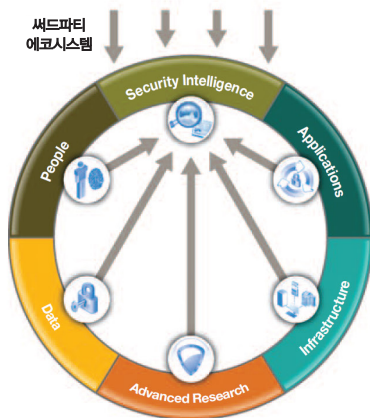 써드파티
에코시스템
Security Intelligence
People
Applications
Data
Infrastructure
Advanced Research